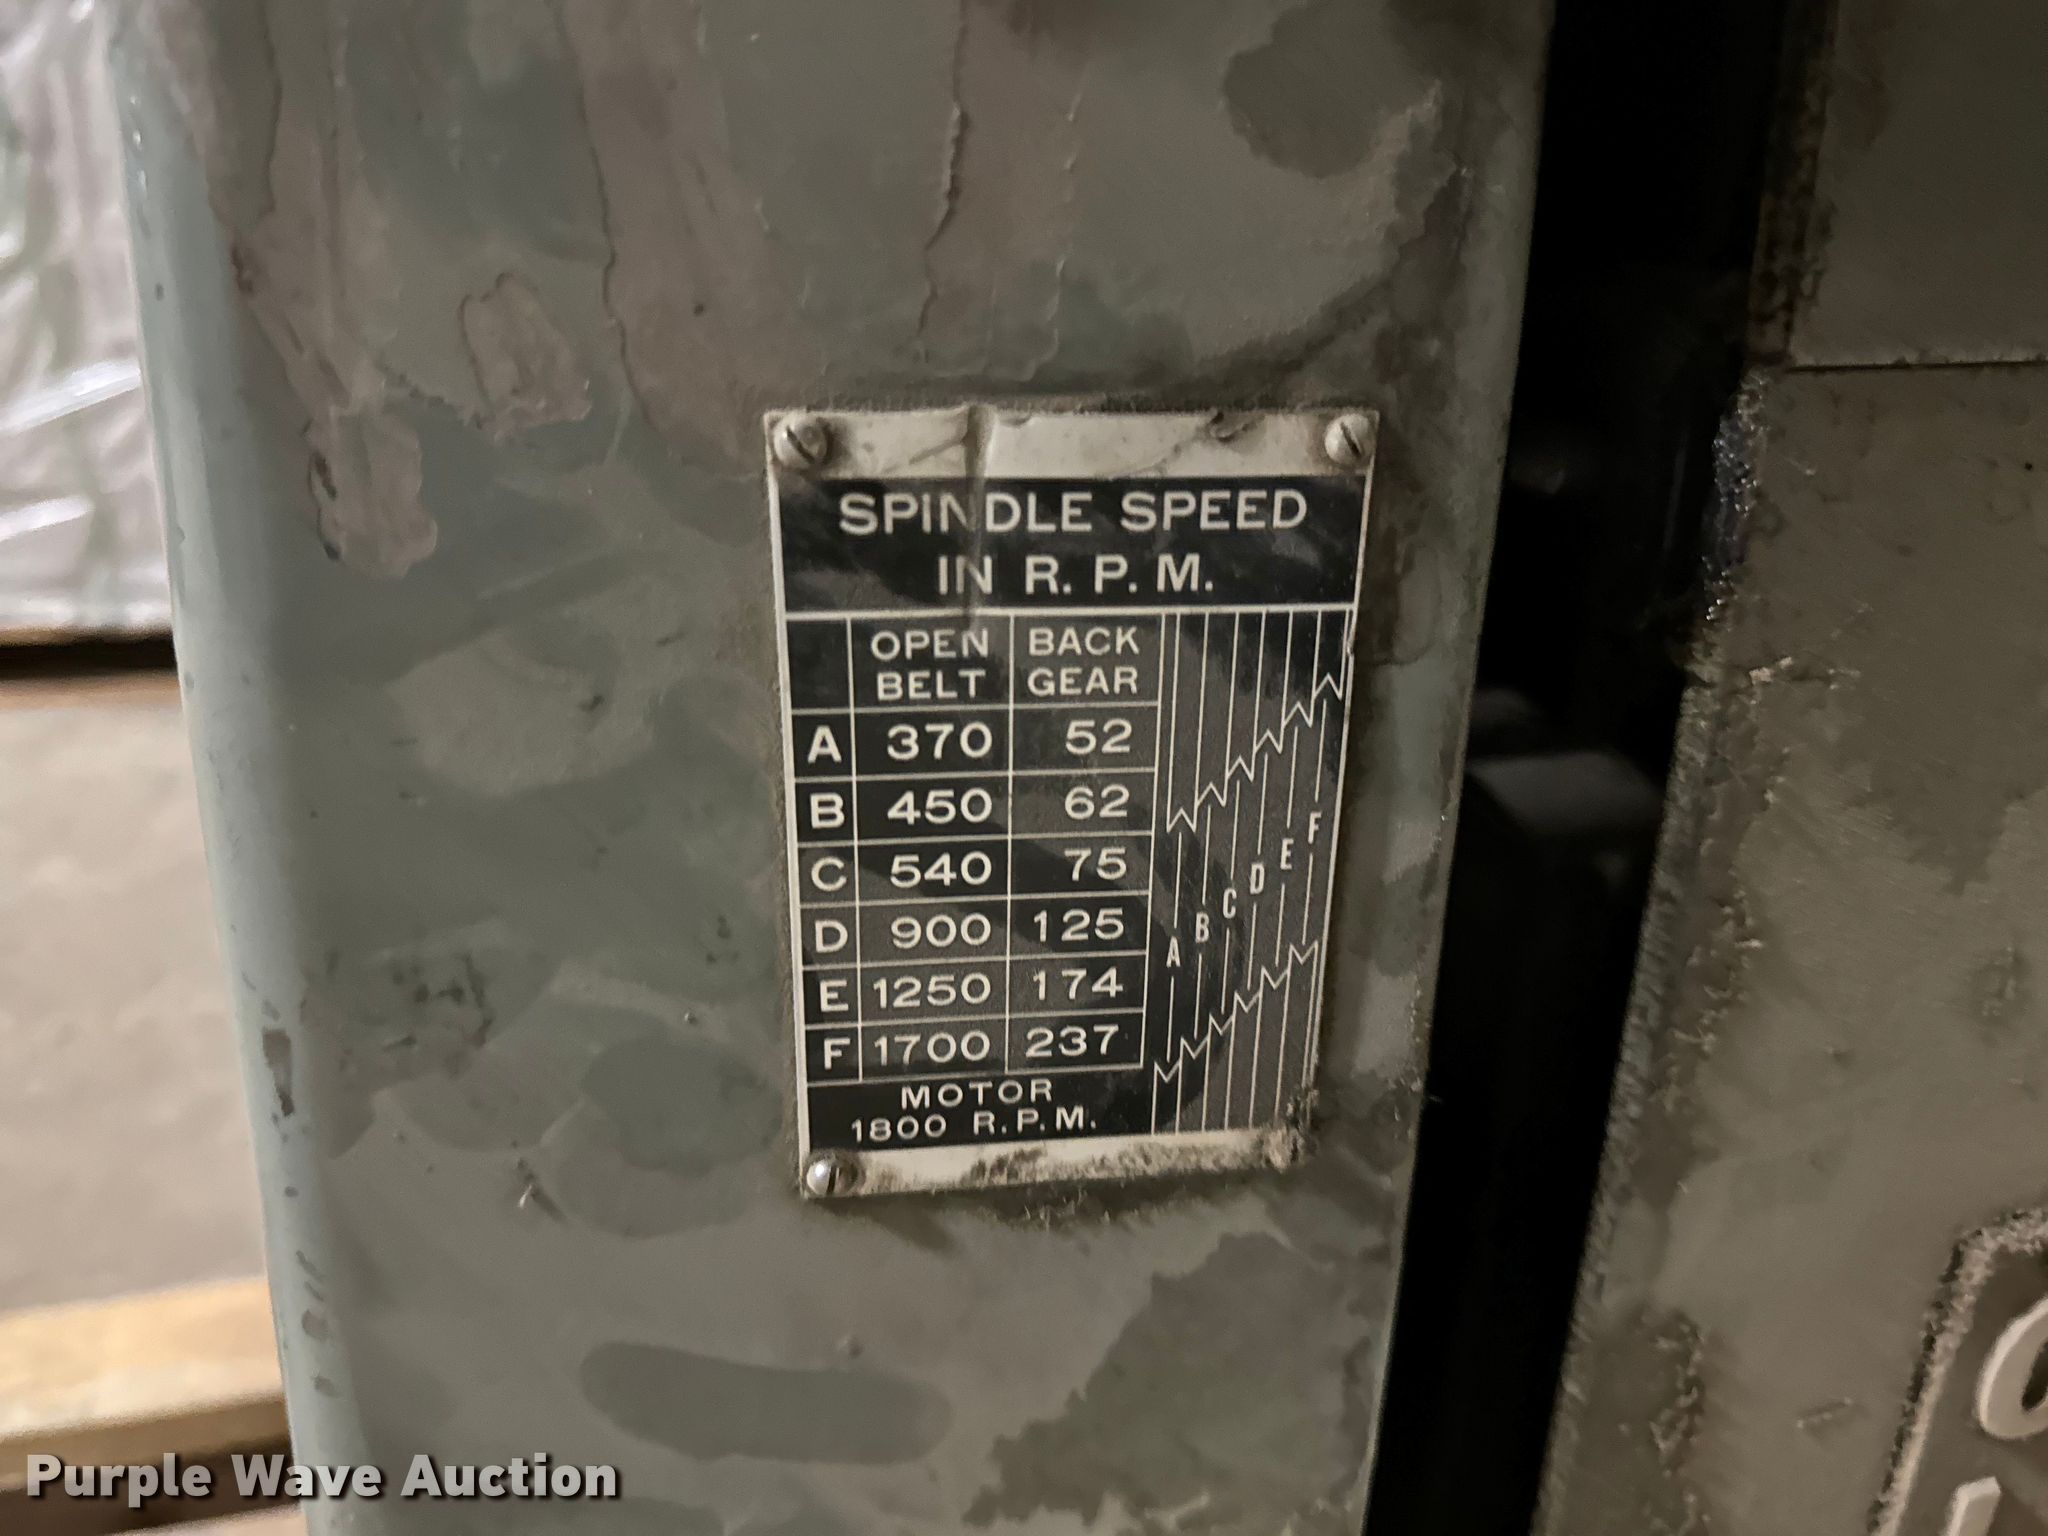 SPINDLE SPEED
IN R. P. M.
OPEN BELT BACK GEAR
A 370 52
B 450 62
C 540 75
D 900 125
E 1250 174
F 1700 237
A B C D E F
MOTOR
1800 R.P.M.
Purple Wave Auction